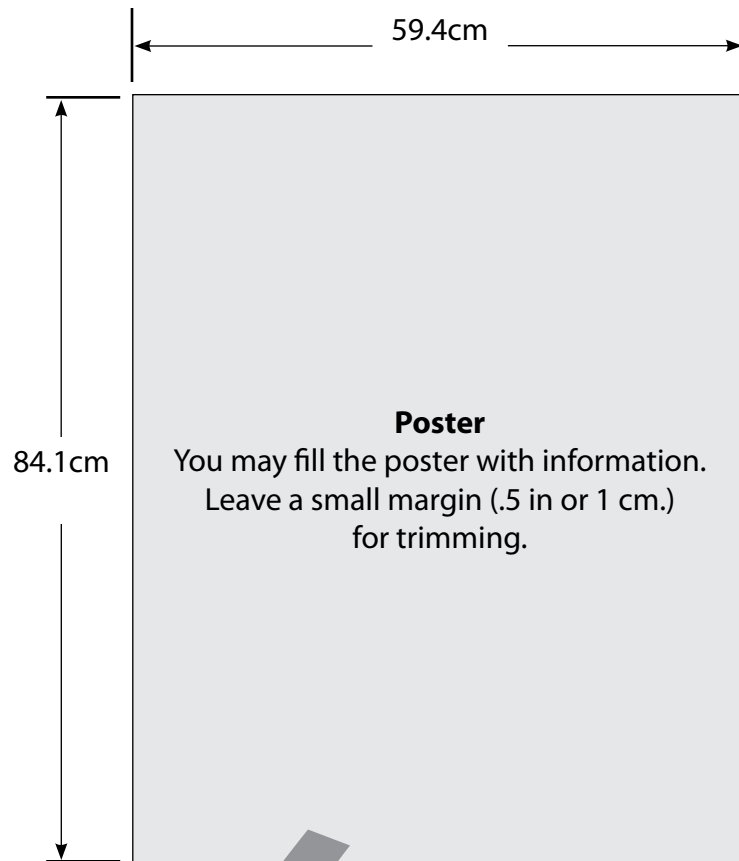 59.4cm
84.1cm
Poster
You may fill the poster with information.
Leave a small margin (.5 in or 1 cm.)
for trimming.